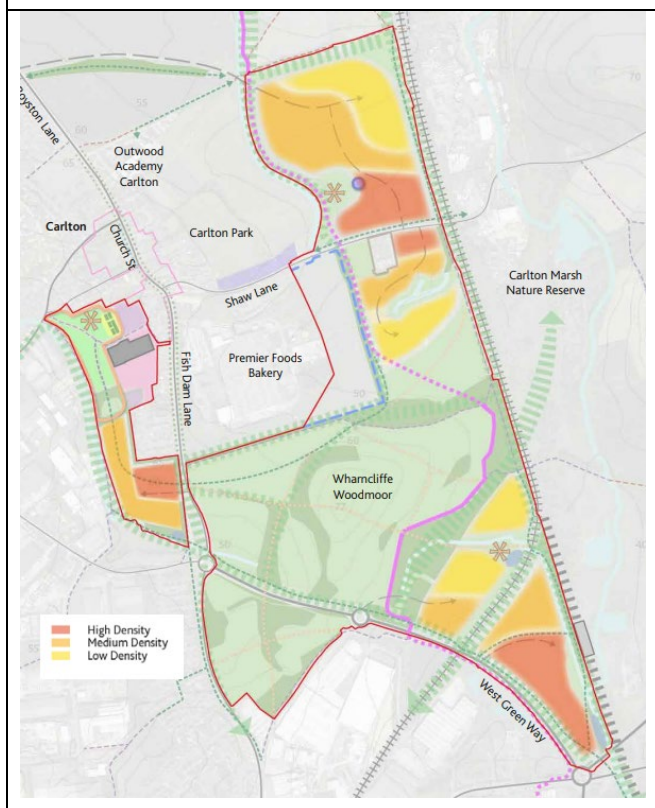 Royston Lane
Outwood
Academy
Carlton
Carlton
Church St
Carlton Park
Shaw Lane
Carlton Marsh
Nature Reserve
Fish Dam Lane
Premier Foods
Bakery
Wharncliffe
Woodmoor
High Density
Medium Density
Low Density
West Green Way